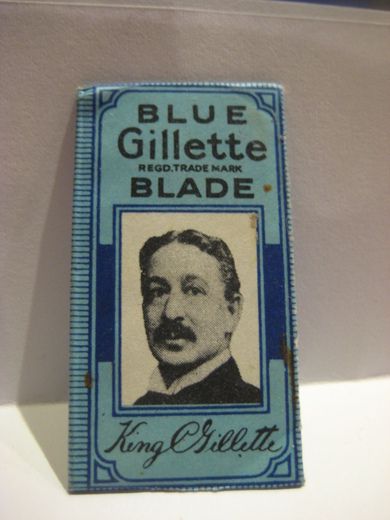 BLUE
Gillette
REGD. TRADE MARK
BLADE
King C Gillette